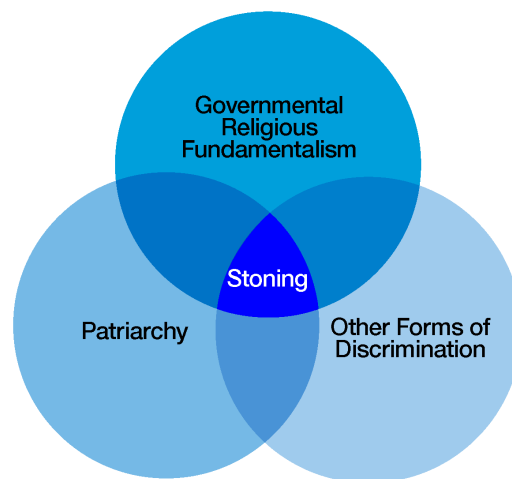 Governmental
Religious
Fundamentalism
Stoning
Patriarchy
Other Forms of
Discrimination